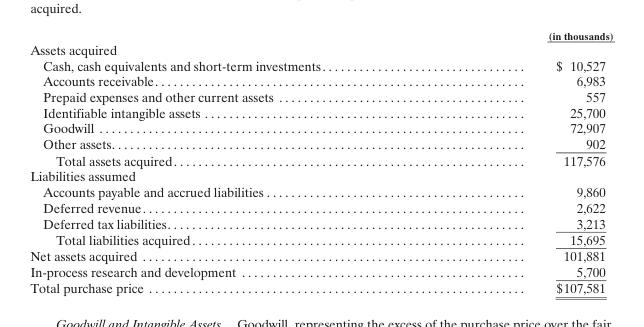 acquired.
(in thousands)
Assets acquired
Cash, cash equivalents and short-term investments........................................ $ 10,527
Accounts receivable........................................ 6,983
Prepaid expenses and other current assets ........................................ 557
Identifiable intangible assets ........................................ 25,700
Goodwill ........................................ 72,907
Other assets........................................ 902
Total assets acquired........................................ 117,576
Liabilities assumed
Accounts payable and accrued liabilities ........................................ 9,860
Deferred revenue........................................ 2,622
Deferred tax liabilities........................................ 3,213
Total liabilities acquired........................................ 15,695
Net assets acquired ........................................ 101,881
In-process research and development ........................................ 5,700
Total purchase price ........................................ $107,581
Goodwill and Intangible Assets Goodwill, representing the excess of the purchase price over the fair